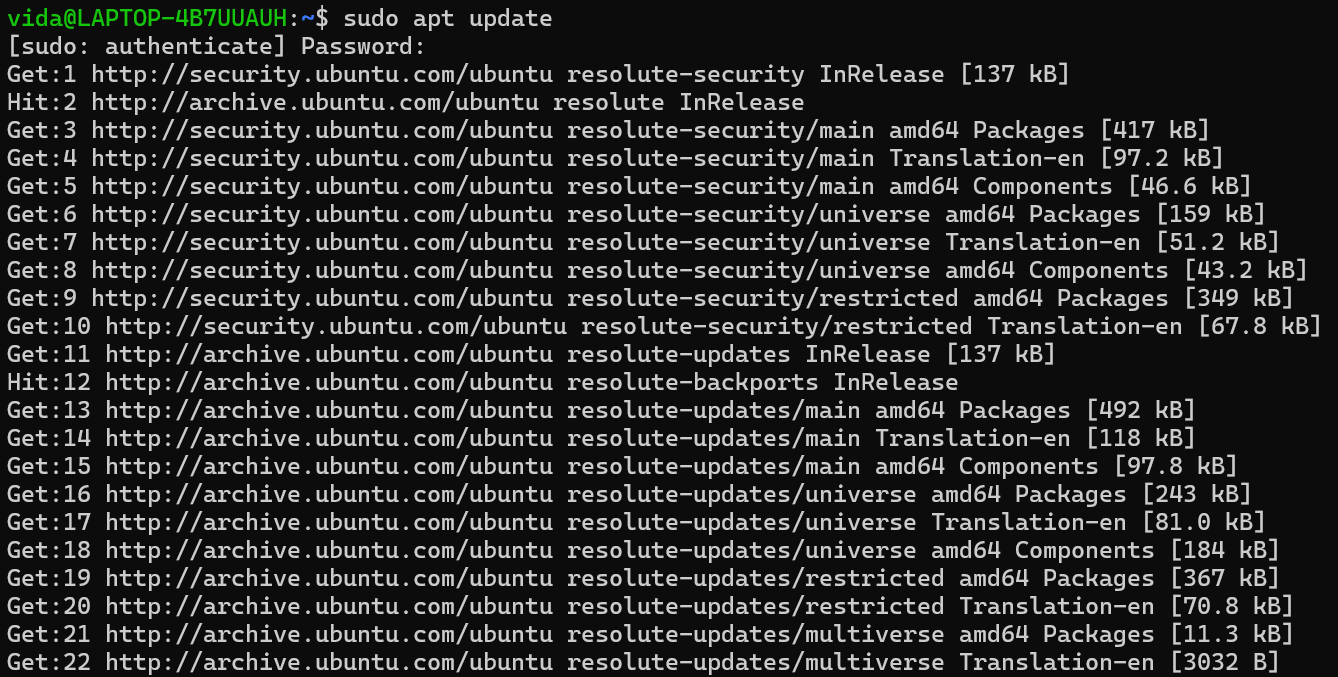 vida@LAPTOP-4B7UUAUH:~$ sudo apt update
[sudo: authenticate] Password:
Get:1 http://security.ubuntu.com/ubuntu resolute-security InRelease [137 kB]
Hit:2 http://archive.ubuntu.com/ubuntu resolute InRelease
Get:3 http://security.ubuntu.com/ubuntu resolute-security/main amd64 Packages [417 kB]
Get:4 http://security.ubuntu.com/ubuntu resolute-security/main Translation-en [97.2 kB]
Get:5 http://security.ubuntu.com/ubuntu resolute-security/main amd64 Components [46.6 kB]
Get:6 http://security.ubuntu.com/ubuntu resolute-security/universe amd64 Packages [159 kB]
Get:7 http://security.ubuntu.com/ubuntu resolute-security/universe Translation-en [51.2 kB]
Get:8 http://security.ubuntu.com/ubuntu resolute-security/universe amd64 Components [43.2 kB]
Get:9 http://security.ubuntu.com/ubuntu resolute-security/restricted amd64 Packages [349 kB]
Get:10 http://security.ubuntu.com/ubuntu resolute-security/restricted Translation-en [67.8 kB]
Get:11 http://archive.ubuntu.com/ubuntu resolute-updates InRelease [137 kB]
Hit:12 http://archive.ubuntu.com/ubuntu resolute-backports InRelease
Get:13 http://archive.ubuntu.com/ubuntu resolute-updates/main amd64 Packages [492 kB]
Get:14 http://archive.ubuntu.com/ubuntu resolute-updates/main Translation-en [118 kB]
Get:15 http://archive.ubuntu.com/ubuntu resolute-updates/main amd64 Components [97.8 kB]
Get:16 http://archive.ubuntu.com/ubuntu resolute-updates/universe amd64 Packages [243 kB]
Get:17 http://archive.ubuntu.com/ubuntu resolute-updates/universe Translation-en [81.0 kB]
Get:18 http://archive.ubuntu.com/ubuntu resolute-updates/universe amd64 Components [184 kB]
Get:19 http://archive.ubuntu.com/ubuntu resolute-updates/restricted amd64 Packages [367 kB]
Get:20 http://archive.ubuntu.com/ubuntu resolute-updates/restricted Translation-en [70.8 kB]
Get:21 http://archive.ubuntu.com/ubuntu resolute-updates/multiverse amd64 Packages [11.3 kB]
Get:22 http://archive.ubuntu.com/ubuntu resolute-updates/multiverse Translation-en [3032 B]